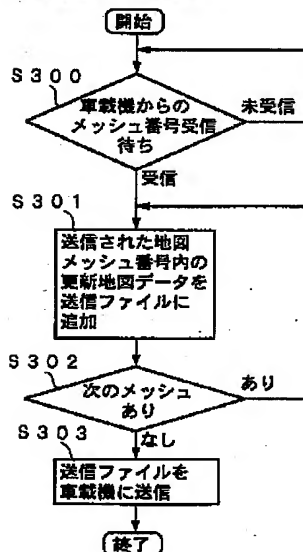 開始
S300
車載機からの
メッシュ番号受信
待ち
未受信
受信
S301
送信された地図
メッシュ番号内の
更新地図データを
送信ファイルに
追加
S302
次のメッシュ
あり
あり
なし
S303
送信ファイルを
車載機に送信
終了